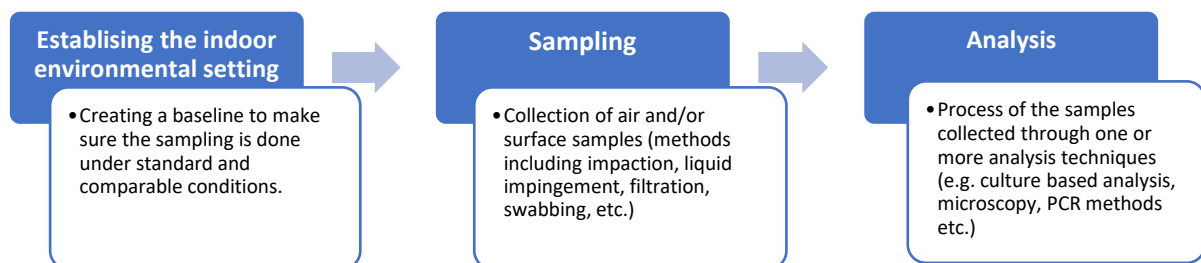 Establising the indoor
environmental setting
•Creating a baseline to make
sure the sampling is done
under standard and
comparable conditions.
Sampling
•Collection of air and/or
surface samples (methods
including impaction, liquid
impingement, filtration,
swabbing, etc.)
Analysis
•Process of the samples
collected through one or
more analysis techniques
(e.g. culture based analysis,
microscopy, PCR methods
etc.)